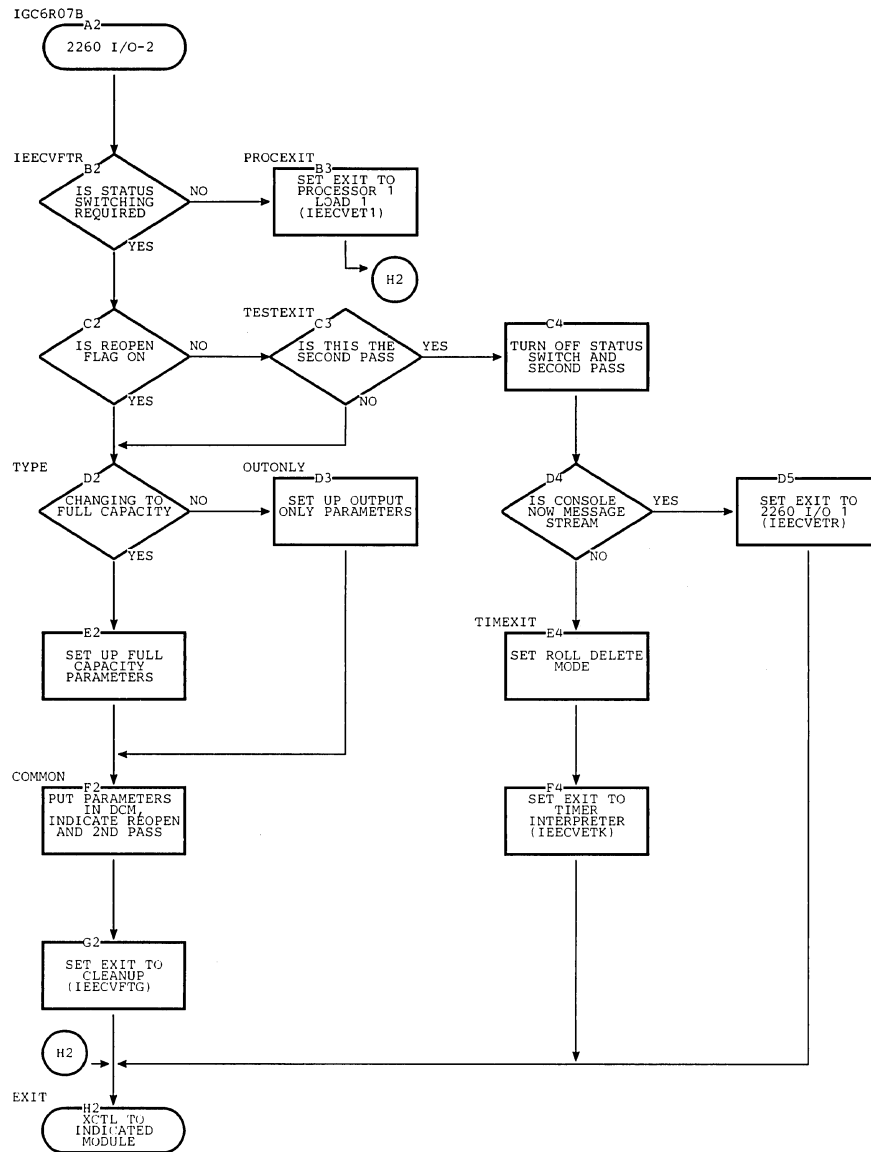 IGC6R07B
A2
2260 I/O-2
IEECVFTR
B2
IS STATUS
SWITCHING
REQUIRED
NO
YES
PROCEXIT
B3
SET EXIT TO
PROCESSOR 1
LOAD 1
(IEECVET1)
H2
C2
IS REOPEN
FLAG ON
NO
YES
TESTEXIT
C3
IS THIS THE
SECOND PASS
YES
NO
C4
TURN OFF STATUS
SWITCH AND
SECOND PASS
TYPE
D2
CHANGING TO
FULL CAPACITY
NO
YES
OUTONLY
D3
SET UP OUTPUT
ONLY PARAMETERS
D4
IS CONSOLE
NOW MESSAGE
STREAM
YES
NO
D5
SET EXIT TO
2260 I/O 1
(IEECVETR)
E2
SET UP FULL
CAPACITY
PARAMETERS
TIMEXIT
E4
SET ROLL DELETE
MODE
COMMON
F2
PUT PARAMETERS
IN DCM,
INDICATE REOPEN
AND 2ND PASS
F4
SET EXIT TO
TIMER
INTERPRETER
(IEECVETK)
G2
SET EXIT TO
CLEANUP
(IEECVFTG)
H2
EXIT
H2
XCTL TO
INDICATED
MODULE